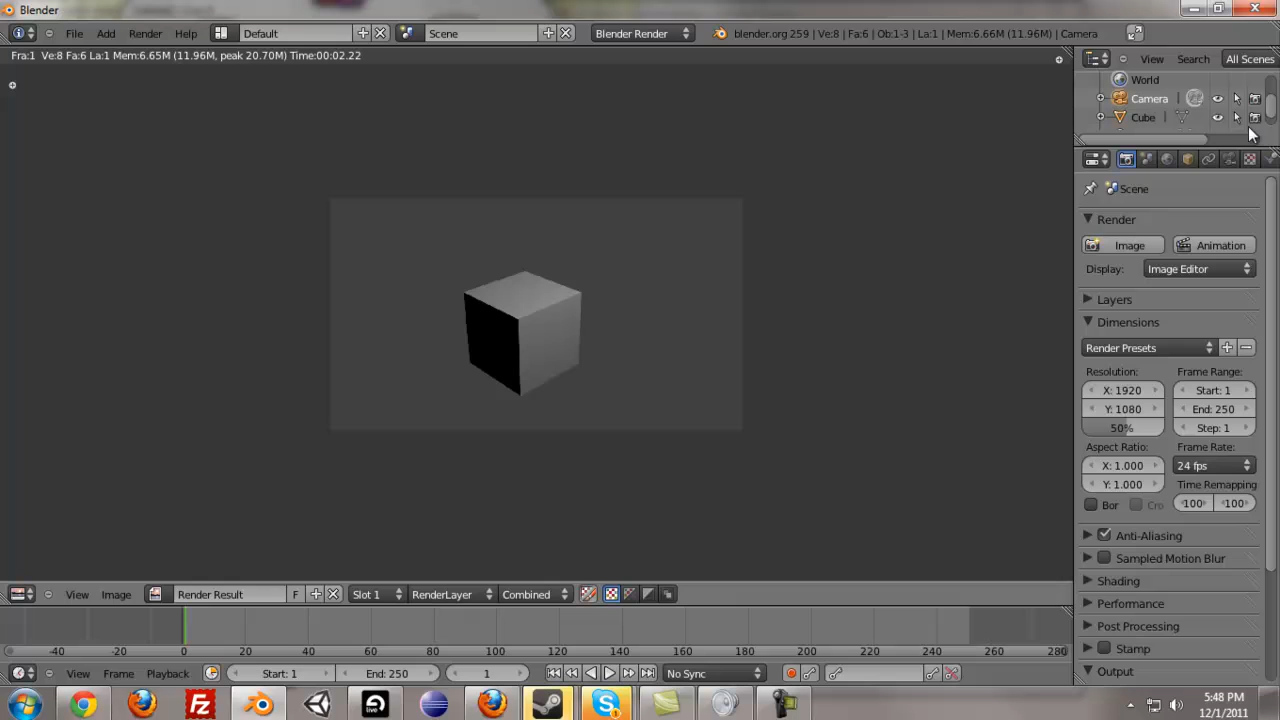 Blender
File Add Render Help Default Scene Blender Render blender.org 259 | Ve:8 | Fa:6 | Ob:1-3 | La:1 | Mem:6.66M (11.96M) | Camera
Fra:1 Ve:8 Fa:6 La:1 Mem:6.65M (11.96M, peak 20.70M) Time:00:02.22
View Search All Scenes
World
Camera
Cube
Scene
Render
Image Animation
Display: Image Editor
Layers
Dimensions
Render Presets
Resolution: Frame Range:
X: 1920 Start: 1
Y: 1080 End: 250
50% Step: 1
Aspect Ratio: Frame Rate:
X: 1.000 24 fps
Y: 1.000 Time Remapping
Bor Cro 100 100
Anti-Aliasing
Sampled Motion Blur
Shading
Performance
Post Processing
Stamp
Output
View Image Render Result F Slot 1 RenderLayer Combined
-40 -20 0 20 40 60 80 100 120 140 160 180 200 220 240 260 280
View Frame Playback Start: 1 End: 250 1 No Sync
live
5:48 PM
12/1/2011